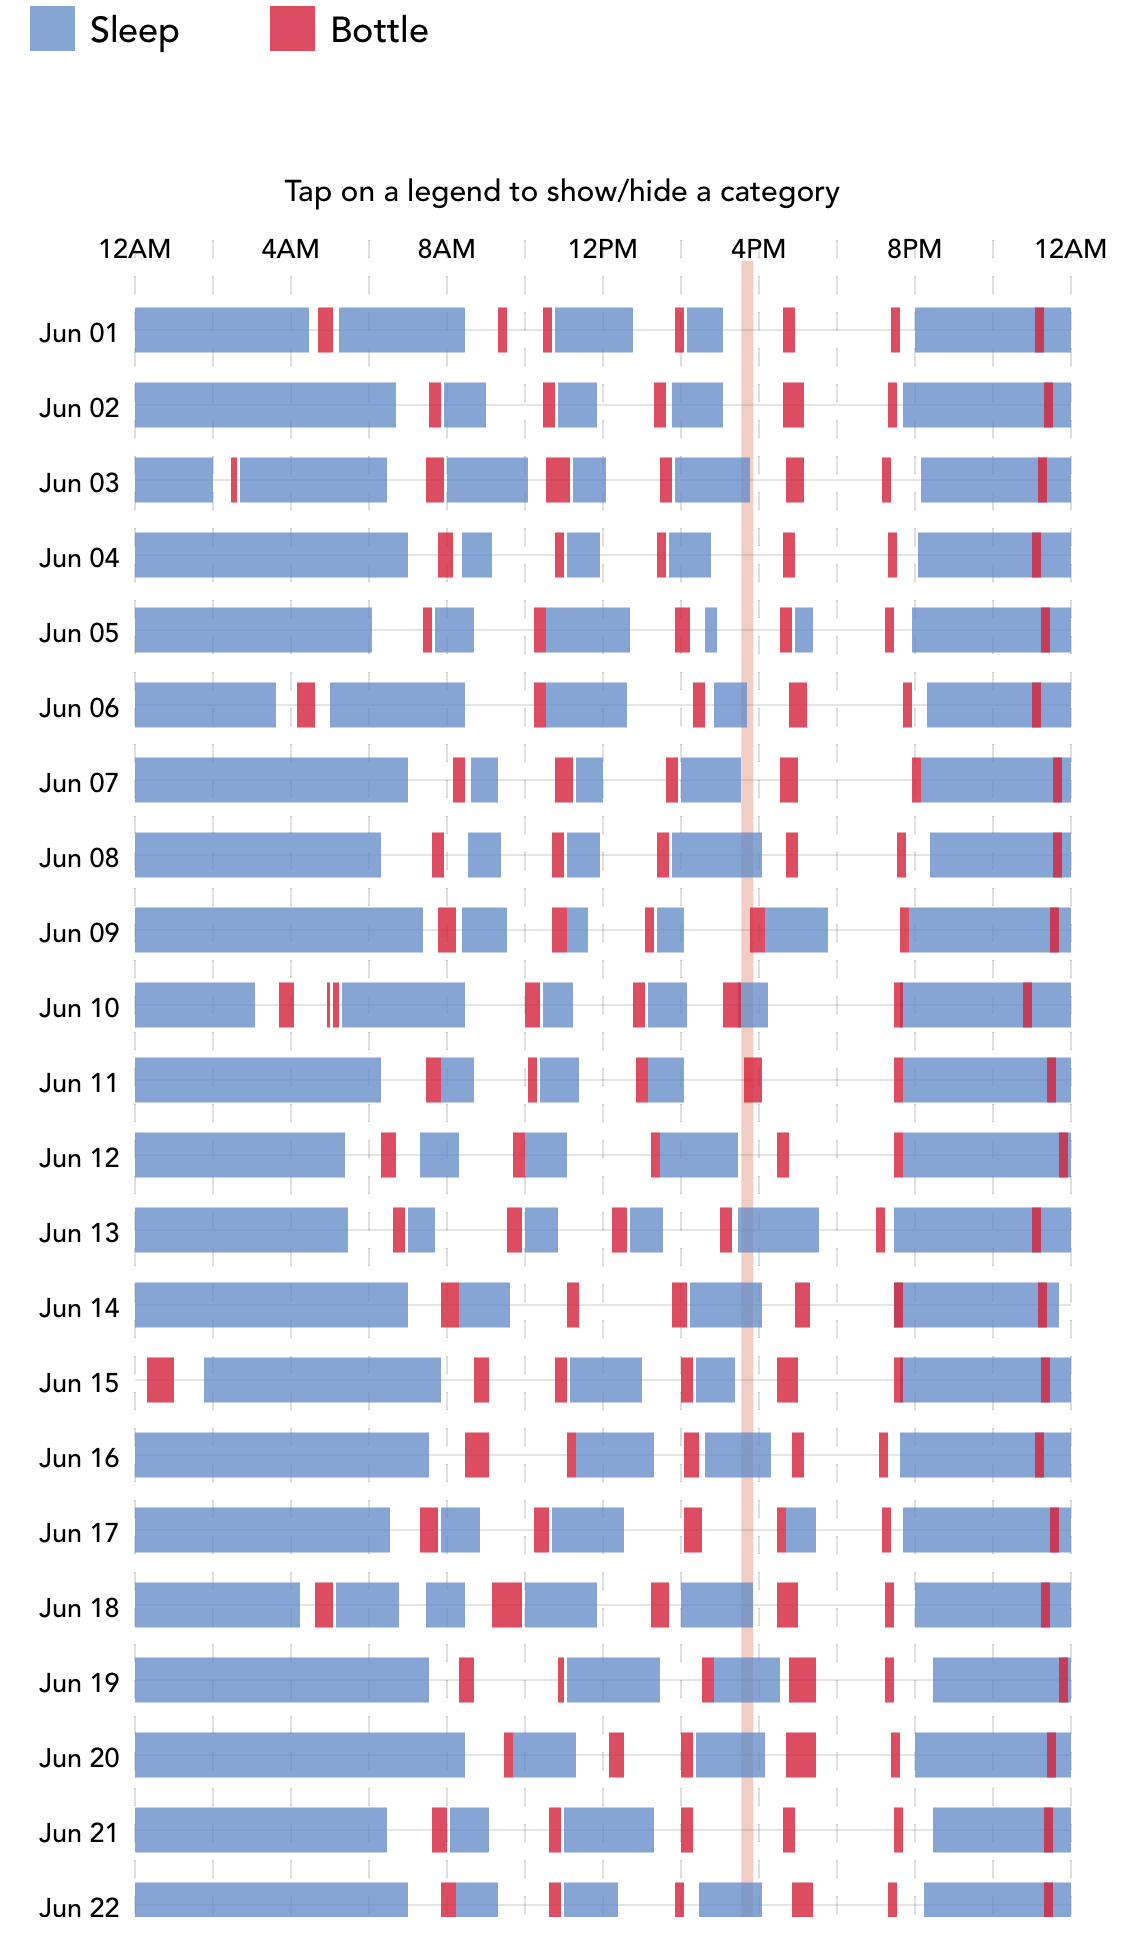 Sleep Bottle
Tap on a legend to show/hide a category
12AM 4AM 8AM 12PM 4PM 8PM 12AM
Jun 01
Jun 02
Jun 03
Jun 04
Jun 05
Jun 06
Jun 07
Jun 08
Jun 09
Jun 10
Jun 11
Jun 12
Jun 13
Jun 14
Jun 15
Jun 16
Jun 17
Jun 18
Jun 19
Jun 20
Jun 21
Jun 22